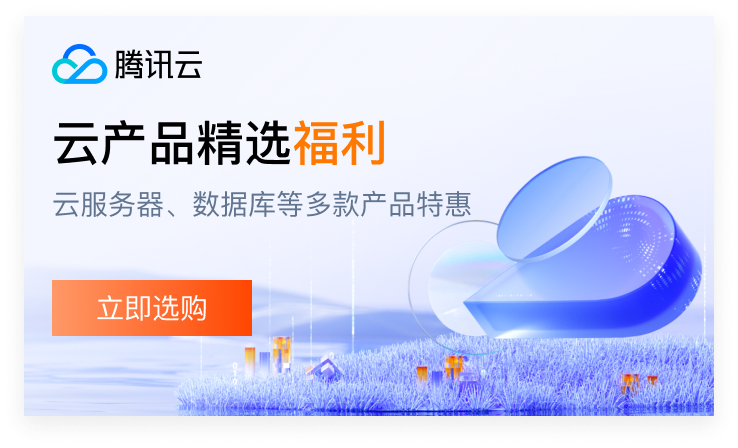 腾讯云
云产品精选福利
云服务器、数据库等多款产品特惠
立即选购